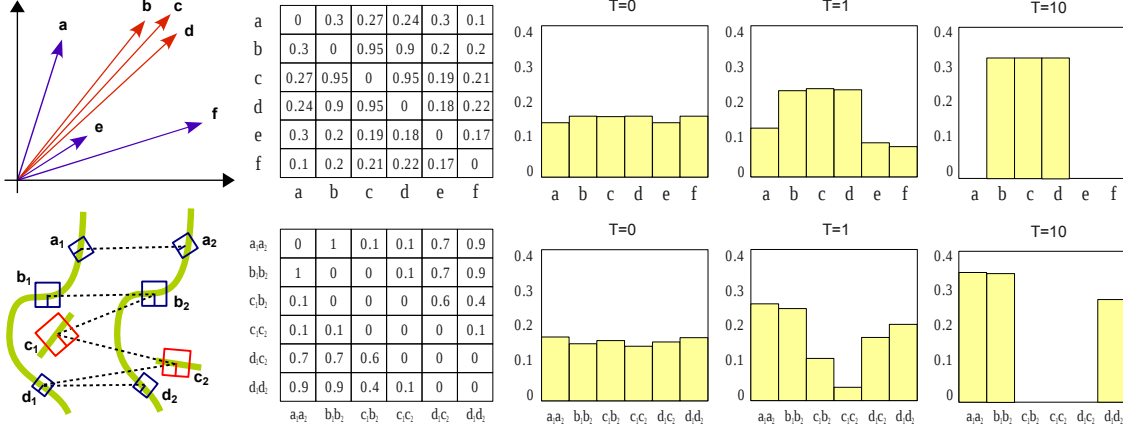 b c
a d
f
e
a 0 0.3 0.27 0.24 0.3 0.1
b 0.3 0 0.95 0.9 0.2 0.2
c 0.27 0.95 0 0.95 0.19 0.21
d 0.24 0.9 0.95 0 0.18 0.22
e 0.3 0.2 0.19 0.18 0 0.17
f 0.1 0.2 0.21 0.22 0.17 0
a b c d e f
T=0
0.4
0.3
0.2
0.1
0
a b c d e f
T=1
0.4
0.3
0.2
0.1
0
a b c d e f
T=10
0.4
0.3
0.2
0.1
0
a b c d e f
a₁ a₂
b₁ b₂
c₁ c₂
d₁ d₂
a₁a₂ 0 1 0.1 0.1 0.7 0.9
b₁b₂ 1 0 0 0.1 0.7 0.9
c₁b₂ 0.1 0 0 0 0.6 0.4
c₁c₂ 0.1 0.1 0 0 0 0.1
d₁c₂ 0.7 0.7 0.6 0 0 0
d₁d₂ 0.9 0.9 0.4 0.1 0 0
a₁a₂ b₁b₂ c₁b₂ c₁c₂ d₁c₂ d₁d₂
T=0
0.4
0.3
0.2
0.1
0
a₁a₂ b₁b₂ c₁b₂ c₁c₂ d₁c₂ d₁d₂
T=1
0.4
0.3
0.2
0.1
0
a₁a₂ b₁b₂ c₁b₂ c₁c₂ d₁c₂ d₁d₂
T=10
0.4
0.3
0.2
0.1
0
a₁a₂ b₁b₂ c₁b₂ c₁c₂ d₁c₂ d₁d₂